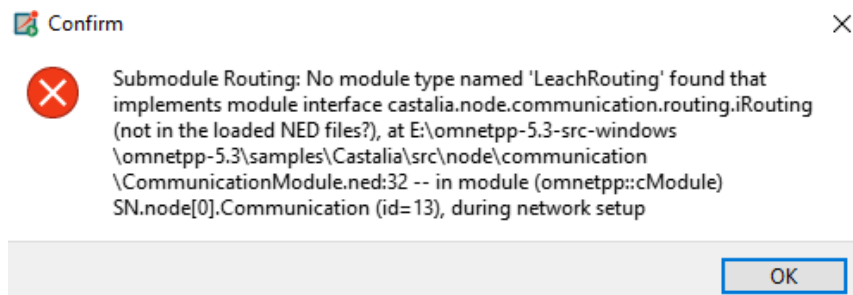 Confirm
Submodule Routing: No module type named 'LeachRouting' found that
implements module interface castalia.node.communication.routing.iRouting
(not in the loaded NED files?), at E:\omnetpp-5.3-src-windows
\omnetpp-5.3\samples\Castalia\src\node\communication
\CommunicationModule.ned:32 -- in module (omnetpp::cModule)
SN.node[0].Communication (id=13), during network setup
OK